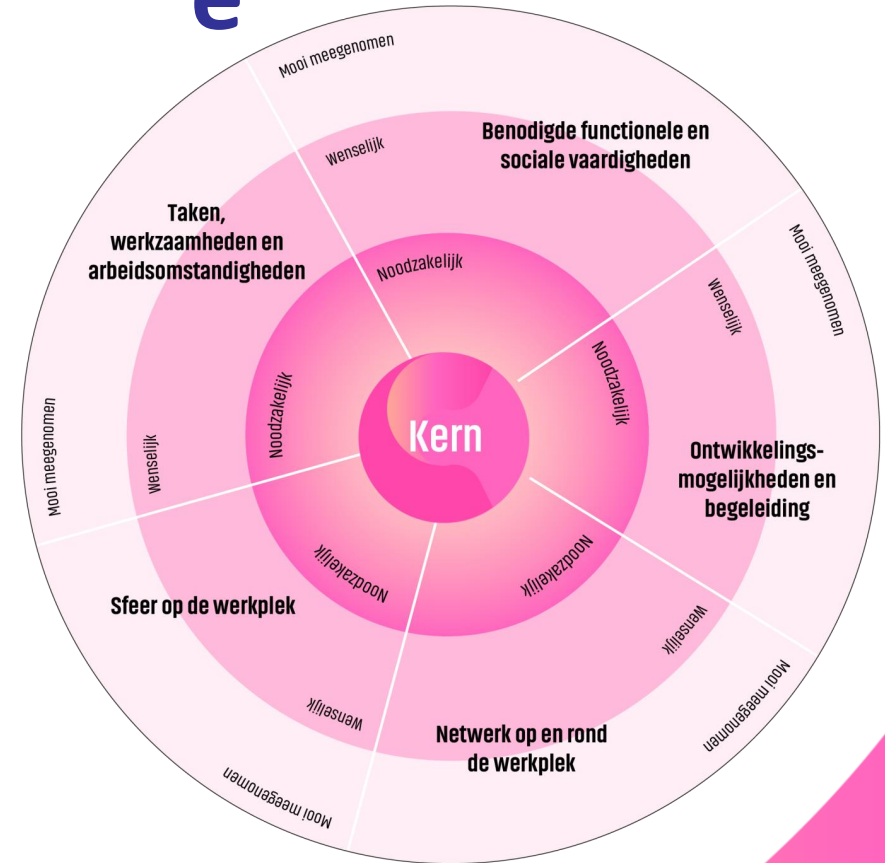 e
Mooi meegenomen
Wenselijk
Noodzakelijk
Benodigde functionele en
sociale vaardigheden
Mooi meegenomen
Wenselijk
Noodzakelijk
Ontwikkelings-
mogelijkheden en
begeleiding
Noodzakelijk
Wenselijk
Mooi meegenomen
Netwerk op en rond
de werkplek
Noodzakelijk
Wenselijk
Mooi meegenomen
Sfeer op de werkplek
Noodzakelijk
Wenselijk
Mooi meegenomen
Taken,
werkzaamheden en
arbeidsomstandigheden
Kern